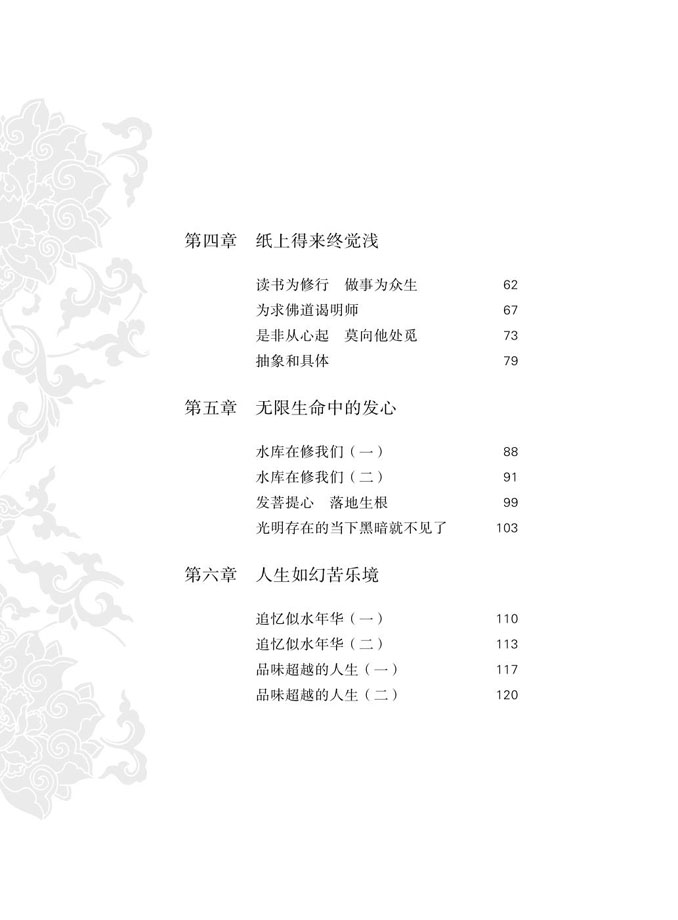 第四章　纸上得来终觉浅
读书为修行　做事为众生 62
为求佛道谒明师 67
是非从心起　莫向他处觅 73
抽象和具体 79
第五章　无限生命中的发心
水库在修我们（一） 88
水库在修我们（二） 91
发菩提心　落地生根 99
光明存在的当下黑暗就不见了 103
第六章　人生如幻苦乐境
追忆似水年华（一） 110
追忆似水年华（二） 113
品味超越的人生（一） 117
品味超越的人生（二） 120